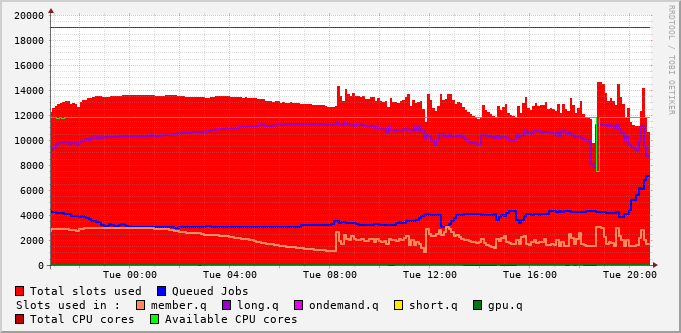 20000
18000
16000
14000
12000
10000
8000
6000
4000
2000
0
Tue 00:00 Tue 04:00 Tue 08:00 Tue 12:00 Tue 16:00 Tue 20:00
RRDTOOL / TOBI OETIKER
Total slots used Queued Jobs
Slots used in : member.q long.q ondemand.q short.q gpu.q
Total CPU cores Available CPU cores